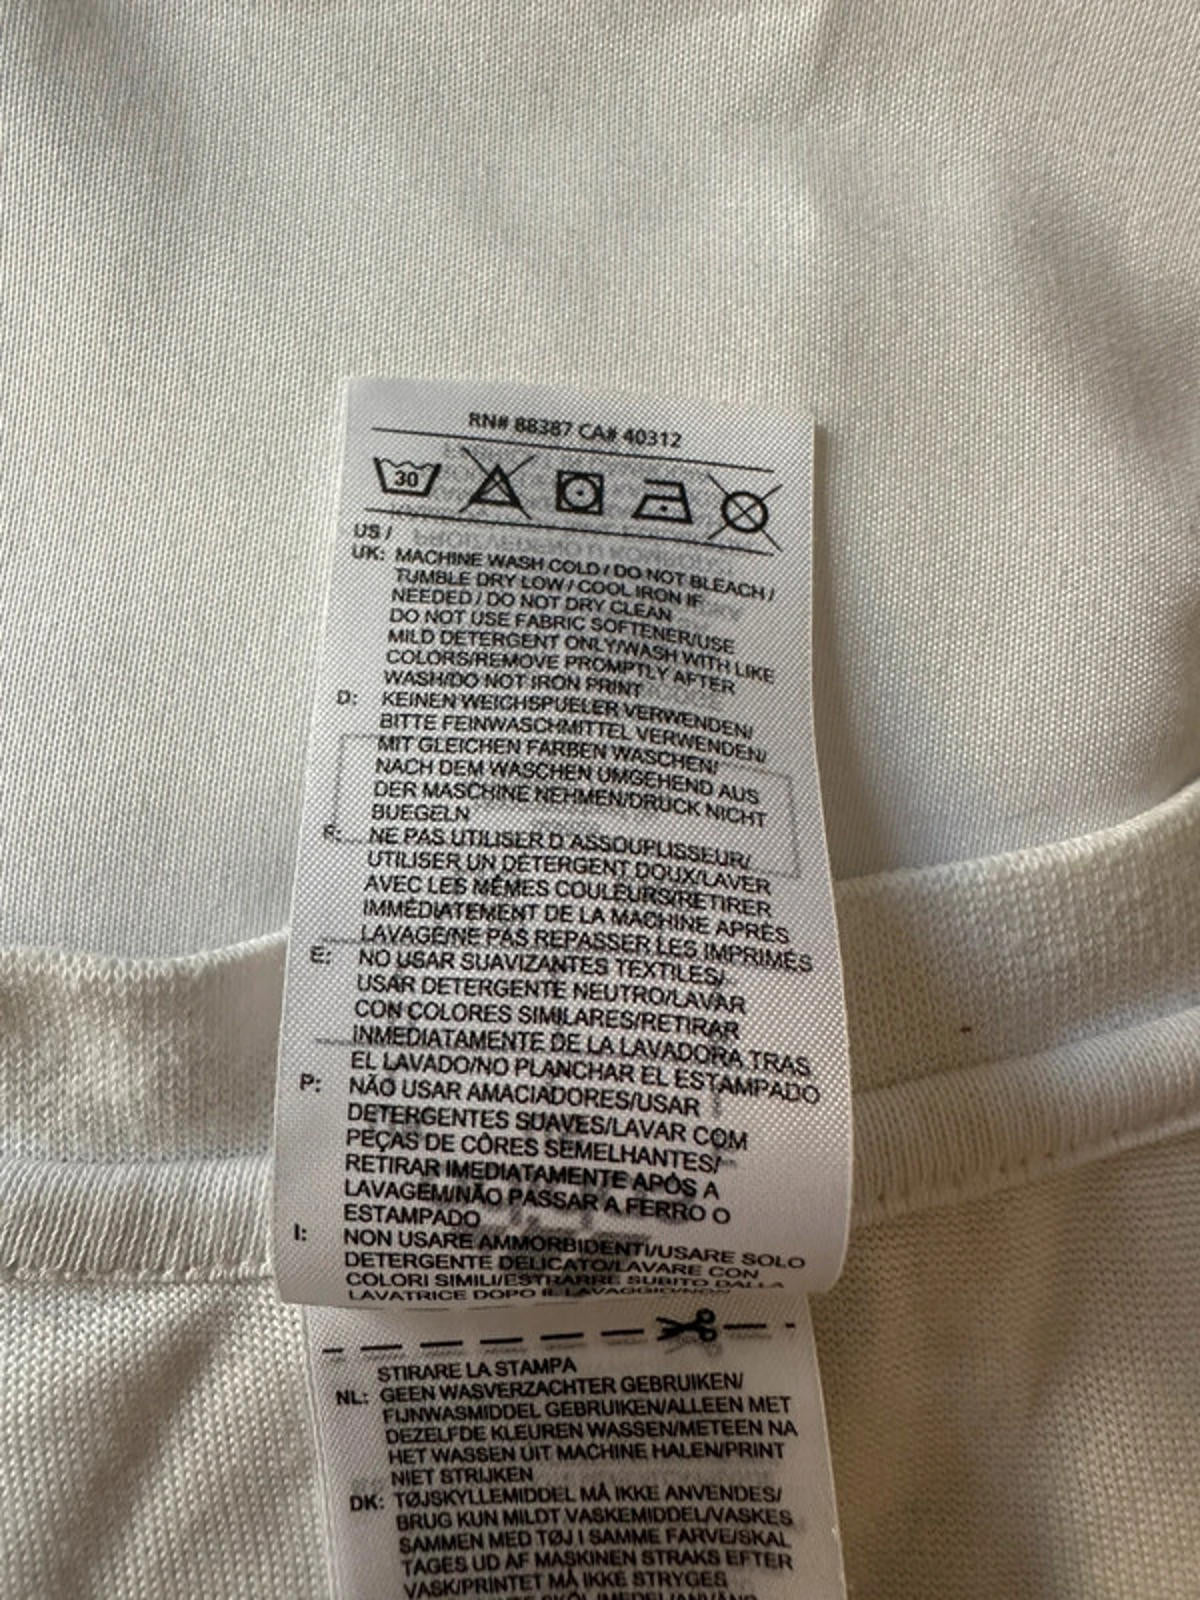 RN# 88387 CA# 40312
30
US /
UK: MACHINE WASH COLD / DO NOT BLEACH /
TUMBLE DRY LOW / COOL IRON IF
NEEDED / DO NOT DRY CLEAN
DO NOT USE FABRIC SOFTENER/USE
MILD DETERGENT ONLY/WASH WITH LIKE
COLORS/REMOVE PROMPTLY AFTER
WASH/DO NOT IRON PRINT
D: KEINEN WEICHSPUELER VERWENDEN/
BITTE FEINWASCHMITTEL VERWENDEN/
MIT GLEICHEN FARBEN WASCHEN/
NACH DEM WASCHEN UMGEHEND AUS
DER MASCHINE NEHMEN/DRUCK NICHT
BUEGELN
F: NE PAS UTILISER D'ASSOUPLISSEUR/
UTILISER UN DÉTERGENT DOUX/LAVER
AVEC LES MÊMES COULEURS/RETIRER
IMMÉDIATEMENT DE LA MACHINE APRÈS
LAVAGE/NE PAS REPASSER LES IMPRIMÉS
E: NO USAR SUAVIZANTES TEXTILES/
USAR DETERGENTE NEUTRO/LAVAR
CON COLORES SIMILARES/RETIRAR
INMEDIATAMENTE DE LA LAVADORA TRAS
EL LAVADO/NO PLANCHAR EL ESTAMPADO
P: NÃO USAR AMACIADORES/USAR
DETERGENTES SUAVES/LAVAR COM
PEÇAS DE CÔRES SEMELHANTES/
RETIRAR IMEDIATAMENTE APÓS A
LAVAGEM/NÃO PASSAR A FERRO O
ESTAMPADO
I: NON USARE AMMORBIDENTI/USARE SOLO
DETERGENTE DELICATO/LAVARE CON
COLORI SIMILI/ESTRARRE SUBITO DALLA
LAVATRICE DOPO IL LAVAGGIO/NON
STIRARE LA STAMPA
NL: GEEN WASVERZACHTER GEBRUIKEN/
FIJNWASMIDDEL GEBRUIKEN/ALLEEN MET
DEZELFDE KLEUREN WASSEN/METEEN NA
HET WASSEN UIT MACHINE HALEN/PRINT
NIET STRIJKEN
DK: TØJSKYLLEMIDDEL MÅ IKKE ANVENDES/
BRUG KUN MILDT VASKEMIDDEL/VASKES
SAMMEN MED TØJ I SAMME FARVE/SKAL
TAGES UD AF MASKINEN STRAKS EFTER
VASK/PRINTET MÅ IKKE STRYGES